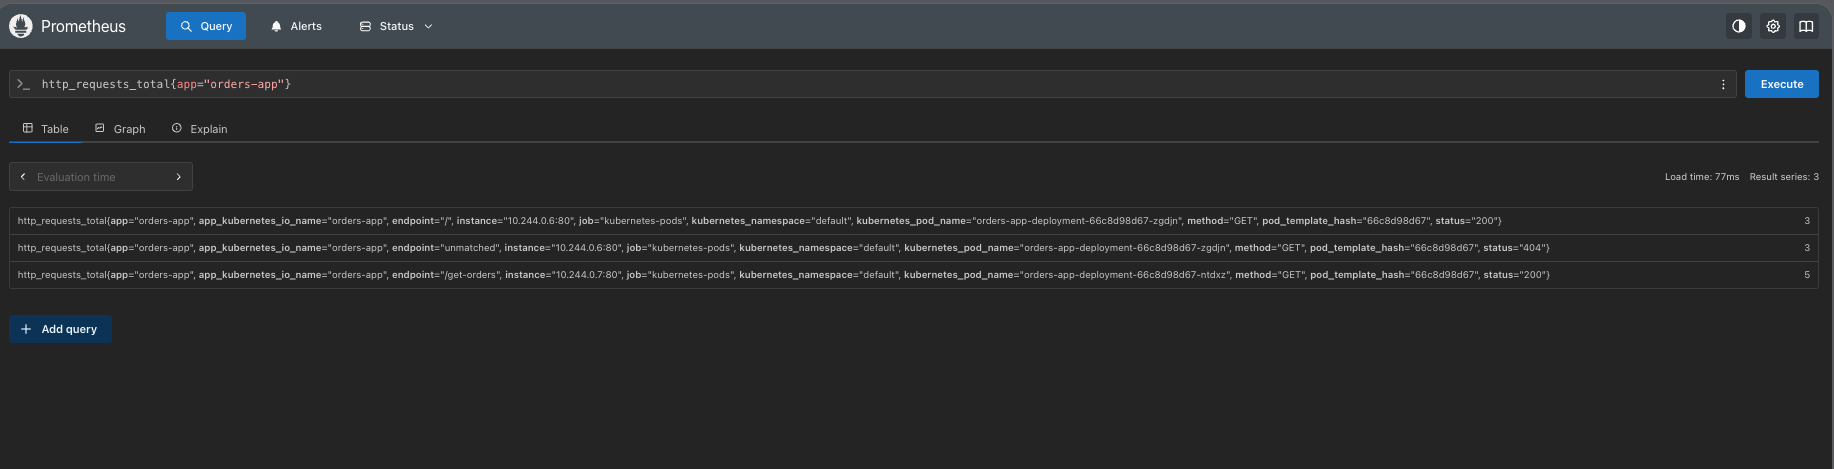 Prometheus Query Alerts Status
>_ http_requests_total{app="orders-app"} Execute
Table Graph Explain
Evaluation time Load time: 77ms Result series: 3
http_requests_total{app="orders-app", app_kubernetes_io_name="orders-app", endpoint="/", instance="10.244.0.6:80", job="kubernetes-pods", kubernetes_namespace="default", kubernetes_pod_name="orders-app-deployment-66c8d98d67-zgdjn", method="GET", pod_template_hash="66c8d98d67", status="200"} 3
http_requests_total{app="orders-app", app_kubernetes_io_name="orders-app", endpoint="unmatched", instance="10.244.0.6:80", job="kubernetes-pods", kubernetes_namespace="default", kubernetes_pod_name="orders-app-deployment-66c8d98d67-zgdjn", method="GET", pod_template_hash="66c8d98d67", status="404"} 3
http_requests_total{app="orders-app", app_kubernetes_io_name="orders-app", endpoint="/get-orders", instance="10.244.0.7:80", job="kubernetes-pods", kubernetes_namespace="default", kubernetes_pod_name="orders-app-deployment-66c8d98d67-ntdxz", method="GET", pod_template_hash="66c8d98d67", status="200"} 5
+ Add query